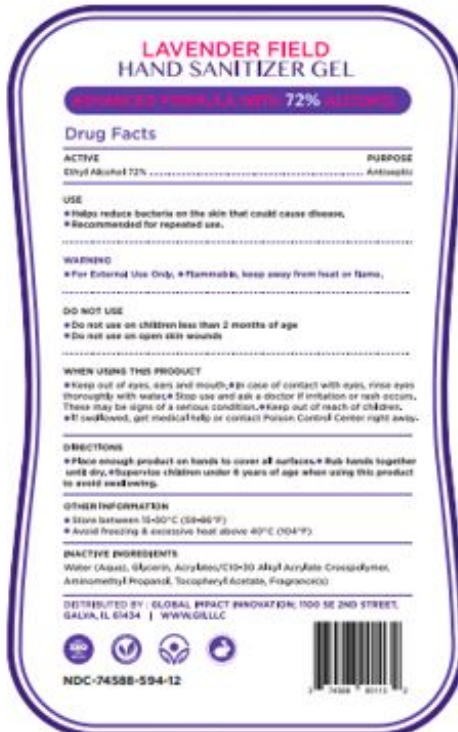 LAVENDER FIELD
HAND SANITIZER GEL
ADVANCED FORMULA WITH 72% ALCOHOL
Drug Facts
ACTIVE PURPOSE
Ethyl Alcohol 72% Antiseptic
USE
Helps reduce bacteria on the skin that could cause disease.
Recommended for repeated use.
WARNING
For External Use Only. Flammable, keep away from heat or flame.
DO NOT USE
Do not use on children less than 2 months of age
Do not use on open skin wounds
WHEN USING THIS PRODUCT
Keep out of eyes, ears and mouth. In case of contact with eyes, rinse eyes
thoroughly with water. Stop use and ask a doctor if irritation or rash occurs.
These may be signs of a serious condition. Keep out of reach of children.
If swallowed, get medical help or contact Poison Control Center right away.
DIRECTIONS
Place enough product on hands to cover all surfaces. Rub hands together
until dry. Supervise children under 6 years of age when using this product
to avoid swallowing.
OTHER INFORMATION
Store between 15-30°C (59-86°F)
Avoid freezing & excessive heat above 40°C (104°F)
INACTIVE INGREDIENTS
Water (Aqua), Glycerin, Acrylates/C10-30 Alkyl Acrylate Crosspolymer,
Aminomethyl Propanol, Tocopheryl Acetate, Fragrance(s)
DISTRIBUTED BY : GLOBAL IMPACT INNOVATION; 1100 SE 2ND STREET,
GALVA, IL 61434 | WWW.GII.LLC
NDC-74588-594-12